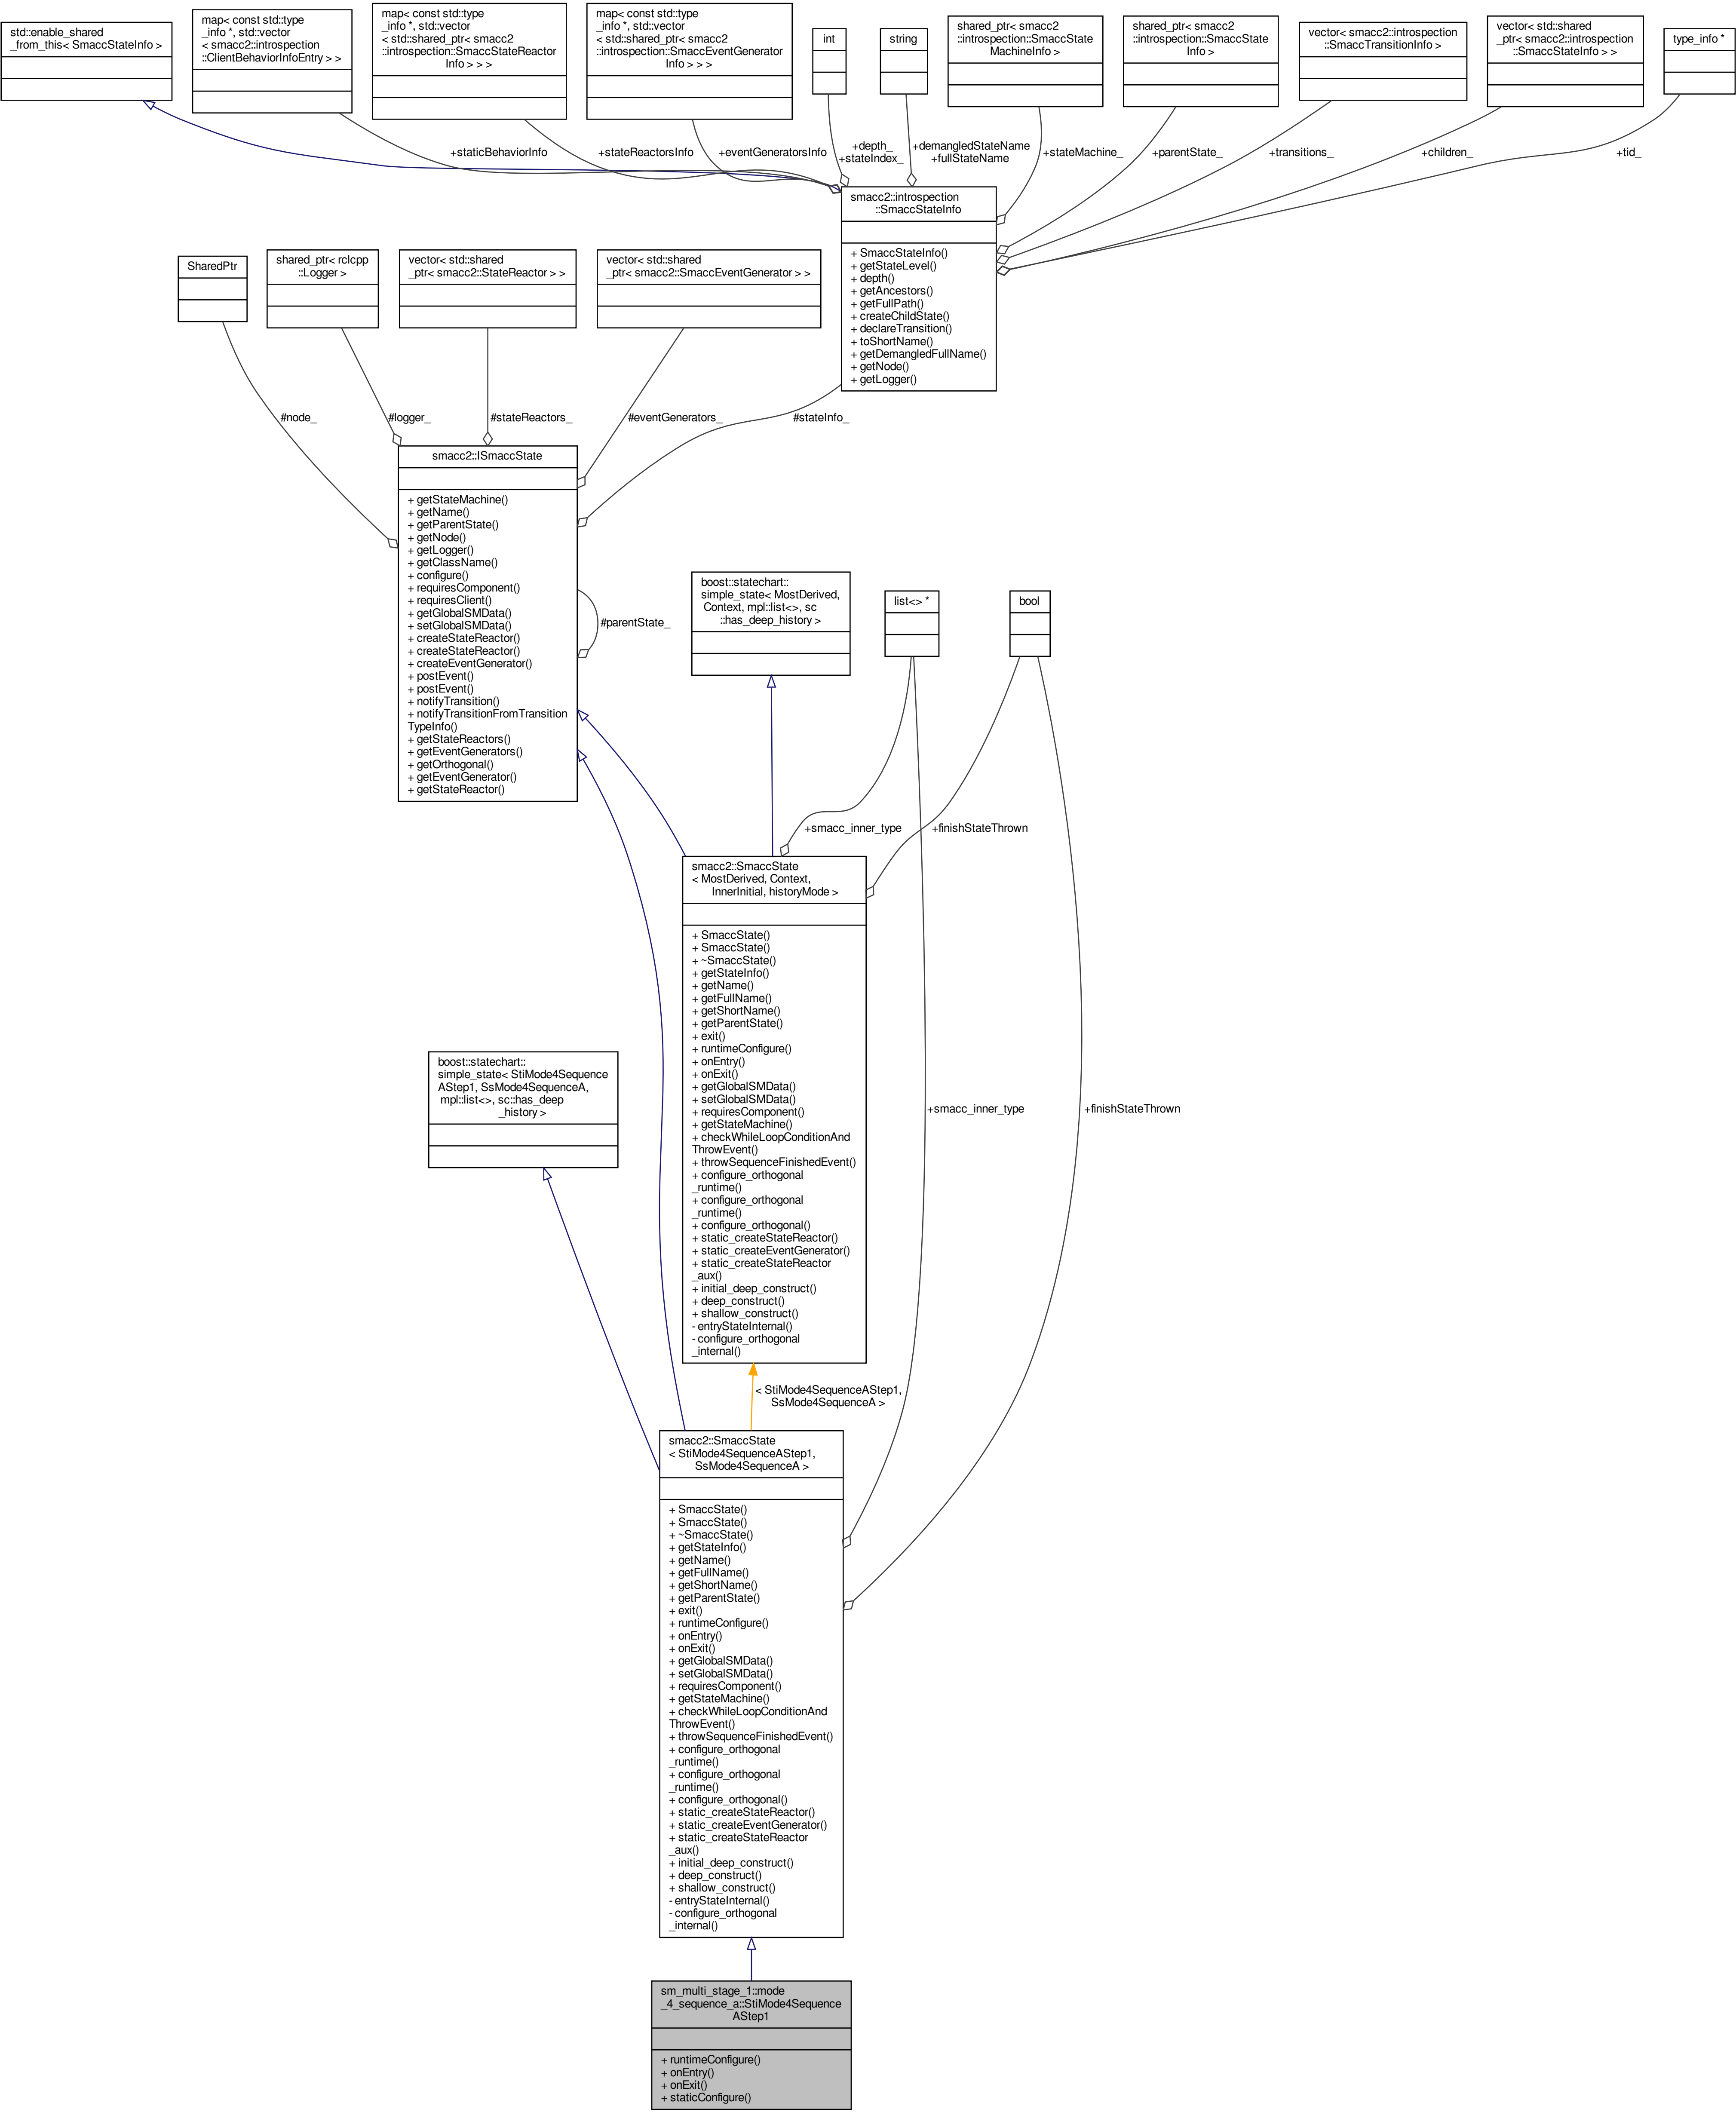 std::enable_shared
_from_this< SmaccStateInfo >
map< const std::type
_info *, std::vector
< smacc2::introspection
::ClientBehaviorInfoEntry > >
map< const std::type
_info *, std::vector
< std::shared_ptr< smacc2
::introspection::SmaccStateReactor
Info > > >
map< const std::type
_info *, std::vector
< std::shared_ptr< smacc2
::introspection::SmaccEventGenerator
Info > > >
int
string
shared_ptr< smacc2
::introspection::SmaccState
MachineInfo >
shared_ptr< smacc2
::introspection::SmaccState
Info >
vector< smacc2::introspection
::SmaccTransitionInfo >
vector< std::shared
_ptr< smacc2::introspection
::SmaccStateInfo > >
type_info *
+staticBehaviorInfo
+stateReactorsInfo
+eventGeneratorsInfo
+depth_
+stateIndex_
+demangledStateName
+fullStateName
+stateMachine_
+parentState_
+transitions_
+children_
+tid_
smacc2::introspection
::SmaccStateInfo
+ SmaccStateInfo()
+ getStateLevel()
+ depth()
+ getAncestors()
+ getFullPath()
+ createChildState()
+ declareTransition()
+ toShortName()
+ getDemangledFullName()
+ getNode()
+ getLogger()
SharedPtr
shared_ptr< rclcpp
::Logger >
vector< std::shared
_ptr< smacc2::StateReactor > >
vector< std::shared
_ptr< smacc2::SmaccEventGenerator > >
#node_
#logger_
#stateReactors_
#eventGenerators_
#stateInfo_
smacc2::ISmaccState
+ getStateMachine()
+ getName()
+ getParentState()
+ getNode()
+ getLogger()
+ getClassName()
+ configure()
+ requiresComponent()
+ requiresClient()
+ getGlobalSMData()
+ setGlobalSMData()
+ createStateReactor()
+ createStateReactor()
+ createEventGenerator()
+ postEvent()
+ postEvent()
+ notifyTransition()
+ notifyTransitionFromTransition
TypeInfo()
+ getStateReactors()
+ getEventGenerators()
+ getOrthogonal()
+ getEventGenerator()
+ getStateReactor()
#parentState_
boost::statechart::
simple_state< MostDerived,
Context, mpl::list<>, sc
::has_deep_history >
list<> *
bool
+smacc_inner_type
+finishStateThrown
smacc2::SmaccState
< MostDerived, Context,
InnerInitial, historyMode >
+ SmaccState()
+ SmaccState()
+ ~SmaccState()
+ getStateInfo()
+ getName()
+ getFullName()
+ getShortName()
+ getParentState()
+ exit()
+ runtimeConfigure()
+ onEntry()
+ onExit()
+ getGlobalSMData()
+ setGlobalSMData()
+ requiresComponent()
+ getStateMachine()
+ checkWhileLoopConditionAnd
ThrowEvent()
+ throwSequenceFinishedEvent()
+ configure_orthogonal
_runtime()
+ configure_orthogonal
_runtime()
+ configure_orthogonal()
+ static_createStateReactor()
+ static_createEventGenerator()
+ static_createStateReactor
_aux()
+ initial_deep_construct()
+ deep_construct()
+ shallow_construct()
- entryStateInternal()
- configure_orthogonal
_internal()
boost::statechart::
simple_state< StiMode4Sequence
AStep1, SsMode4SequenceA,
mpl::list<>, sc::has_deep
_history >
+smacc_inner_type
+finishStateThrown
< StiMode4SequenceAStep1,
SsMode4SequenceA >
smacc2::SmaccState
< StiMode4SequenceAStep1,
SsMode4SequenceA >
+ SmaccState()
+ SmaccState()
+ ~SmaccState()
+ getStateInfo()
+ getName()
+ getFullName()
+ getShortName()
+ getParentState()
+ exit()
+ runtimeConfigure()
+ onEntry()
+ onExit()
+ getGlobalSMData()
+ setGlobalSMData()
+ requiresComponent()
+ getStateMachine()
+ checkWhileLoopConditionAnd
ThrowEvent()
+ throwSequenceFinishedEvent()
+ configure_orthogonal
_runtime()
+ configure_orthogonal
_runtime()
+ configure_orthogonal()
+ static_createStateReactor()
+ static_createEventGenerator()
+ static_createStateReactor
_aux()
+ initial_deep_construct()
+ deep_construct()
+ shallow_construct()
- entryStateInternal()
- configure_orthogonal
_internal()
sm_multi_stage_1::mode
_4_sequence_a::StiMode4Sequence
AStep1
+ runtimeConfigure()
+ onEntry()
+ onExit()
+ staticConfigure()